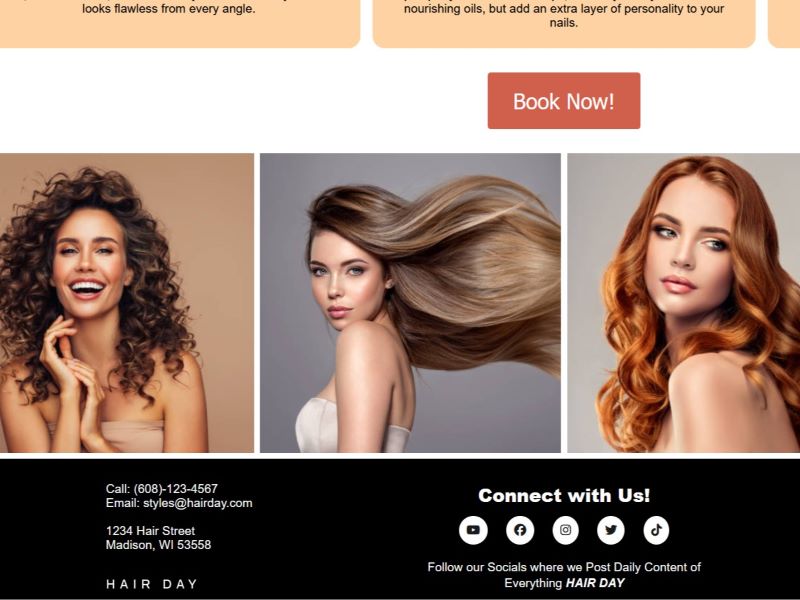 looks flawless from every angle.
nourishing oils, but add an extra layer of personality to your
nails.
Book Now!
Call: (608)-123-4567
Email: styles@hairday.com
1234 Hair Street
Madison, WI 53558
HAIR DAY
Connect with Us!
Follow our Socials where we Post Daily Content of
Everything HAIR DAY